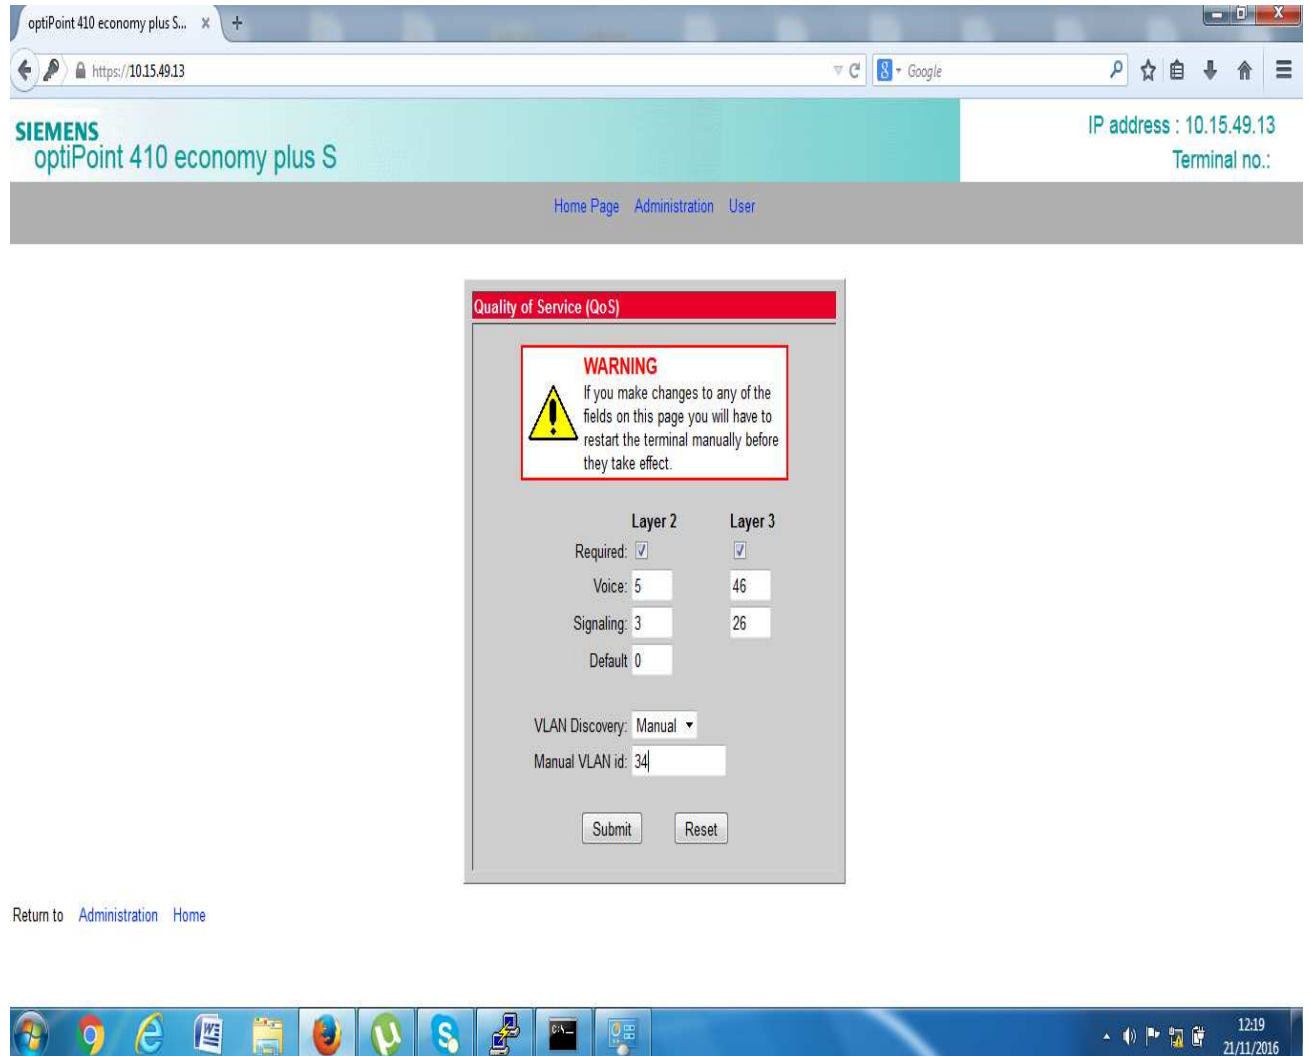 optiPoint 410 economy plus S...
https://10.15.49.13
Google
SIEMENS
optiPoint 410 economy plus S
IP address : 10.15.49.13
Terminal no.:
Home Page Administration User
Quality of Service (QoS)
WARNING
If you make changes to any of the
fields on this page you will have to
restart the terminal manually before
they take effect.
Layer 2 Layer 3
Required:
Voice: 5 46
Signaling: 3 26
Default 0
VLAN Discovery: Manual
Manual VLAN id: 34
Submit Reset
Return to Administration Home
12:19
21/11/2016